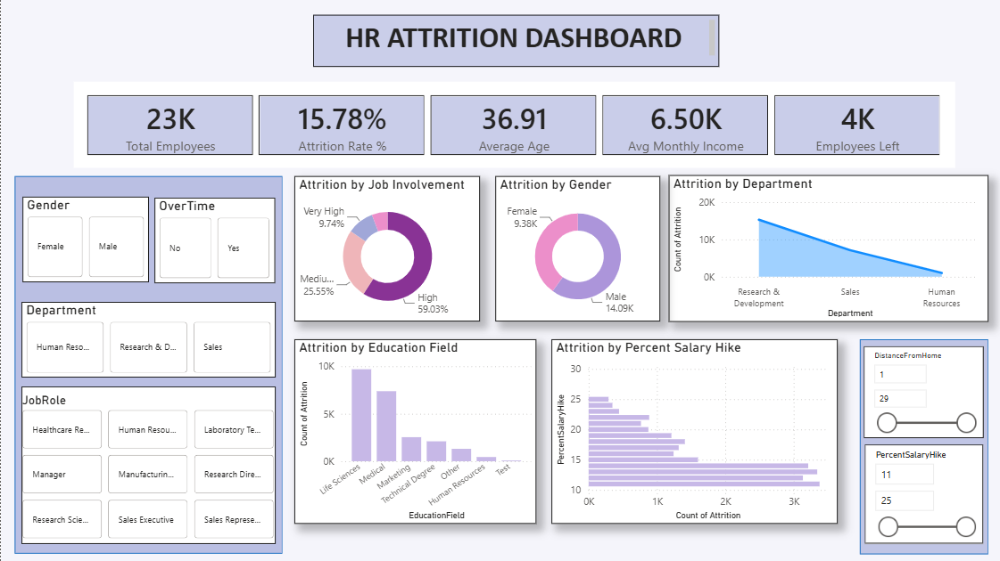 HR ATTRITION DASHBOARD
23K
Total Employees
15.78%
Attrition Rate %
36.91
Average Age
6.50K
Avg Monthly Income
4K
Employees Left
Gender
Female
Male
OverTime
No
Yes
Department
Human Reso...
Research & D...
Sales
JobRole
Healthcare Re...
Human Resou...
Laboratory Te...
Manager
Manufacturin...
Research Dire...
Research Scie...
Sales Executive
Sales Represe...
Attrition by Job Involvement
Very High
9.74%
Mediu...
25.55%
High
59.03%
Attrition by Gender
Female
9.38K
Male
14.09K
Attrition by Department
Count of Attrition
20K
10K
0K
Research &
Development
Sales
Human
Resources
Department
Attrition by Education Field
Count of Attrition
10K
5K
0K
Life Sciences
Medical
Marketing
Technical Degree
Other
Human Resources
Test
EducationField
Attrition by Percent Salary Hike
PercentSalaryHike
30
25
20
15
10
0K
1K
2K
3K
Count of Attrition
DistanceFromHome
1
29
PercentSalaryHike
11
25